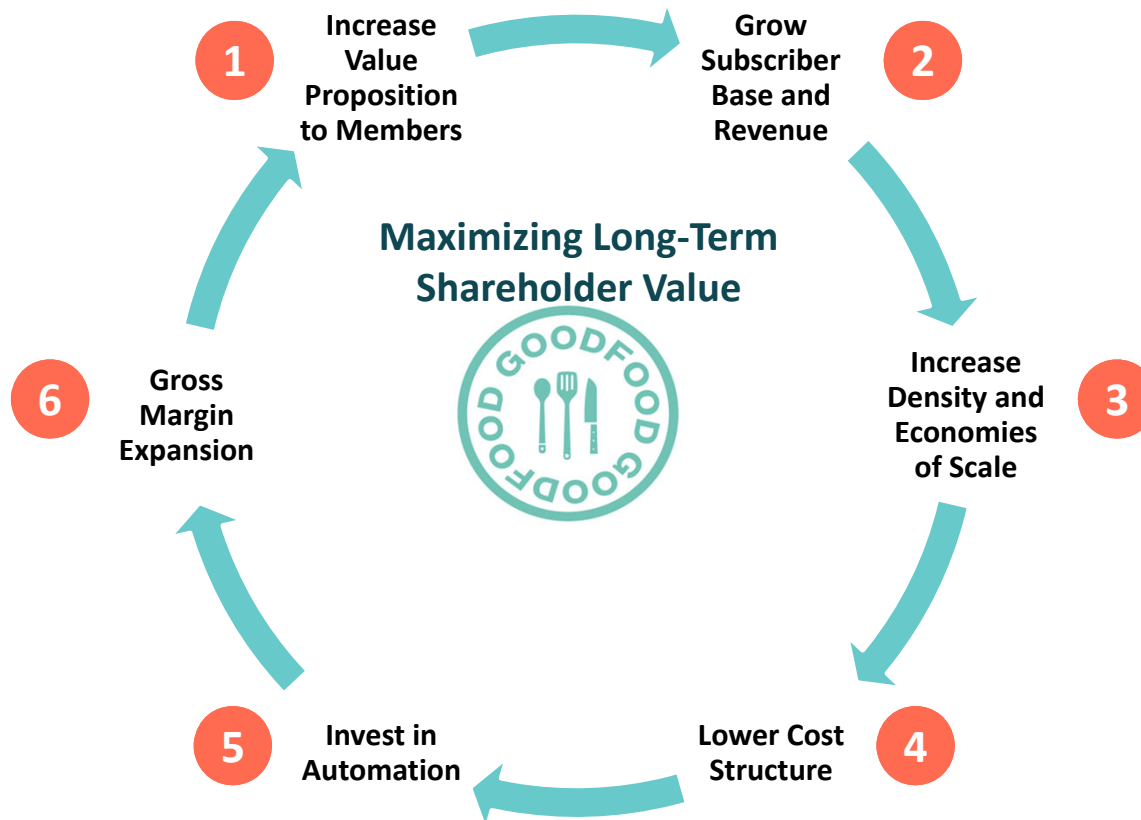 1
Increase
Value
Proposition
to Members
Grow
Subscriber
Base and
Revenue
2
Maximizing Long-Term
Shareholder Value
GOODFOOD GOODFOOD
Increase
Density and
Economies
of Scale
3
Lower Cost
Structure
4
5
Invest in
Automation
6
Gross
Margin
Expansion